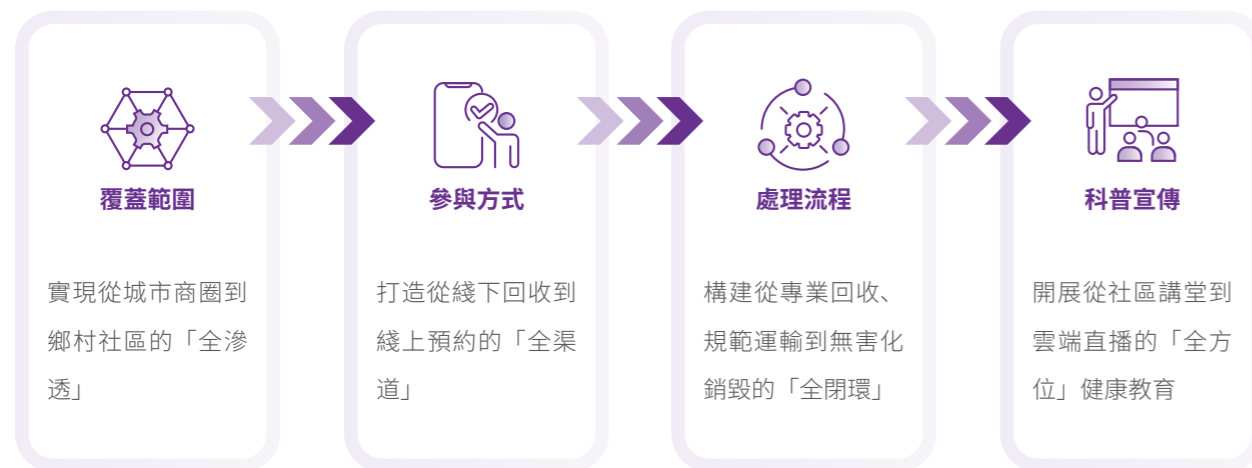 覆蓋範圍
實現從城市商圈到
鄉村社區的「全滲
透」
參與方式
打造從綫下回收到
綫上預約的「全渠
道」
處理流程
構建從專業回收、
規範運輸到無害化
銷毀的「全閉環」
科普宣傳
開展從社區講堂到
雲端直播的「全方
位」健康教育